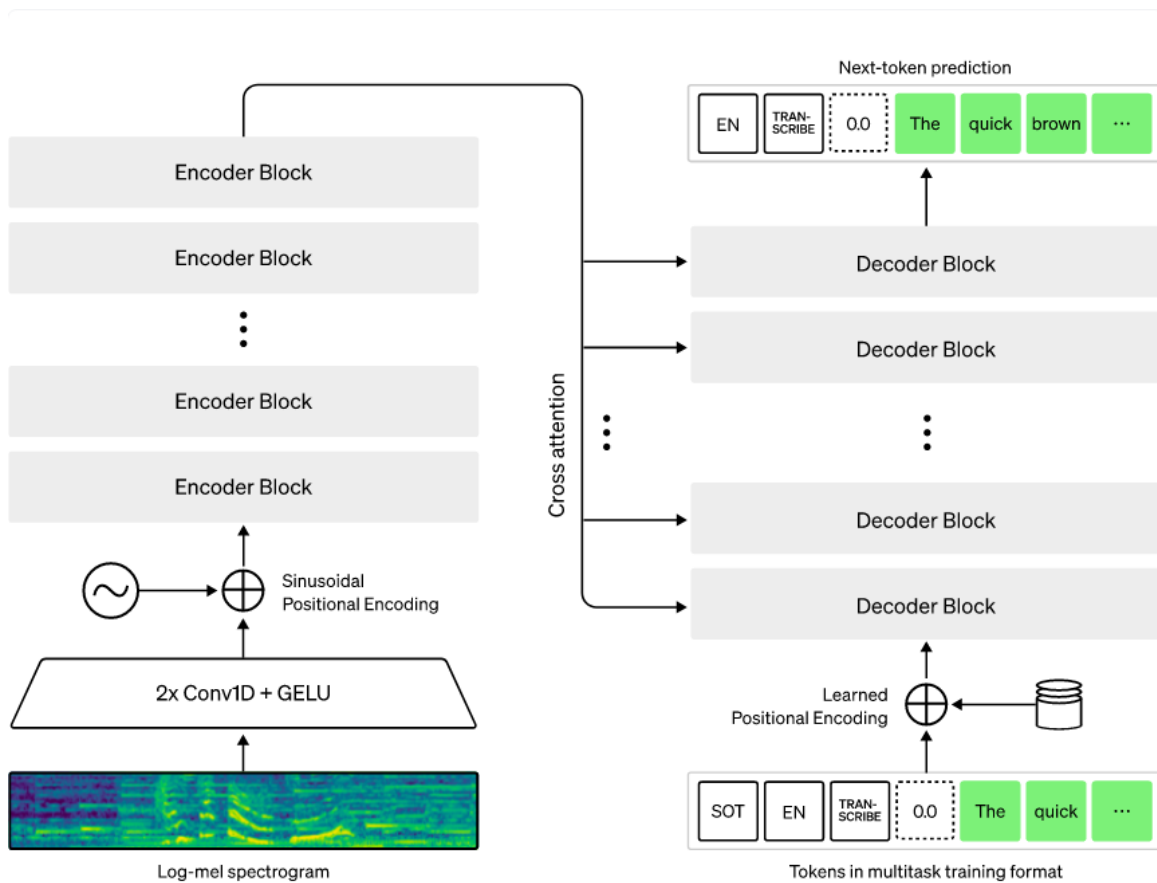 Next-token prediction
EN
TRAN-
SCRIBE
0.0
The
quick
brown
...
Encoder Block
Encoder Block
Encoder Block
Encoder Block
Sinusoidal
Positional Encoding
2x Conv1D + GELU
Log-mel spectrogram
Cross attention
Decoder Block
Decoder Block
Decoder Block
Decoder Block
Learned
Positional Encoding
SOT
EN
TRAN-
SCRIBE
0.0
The
quick
...
Tokens in multitask training format